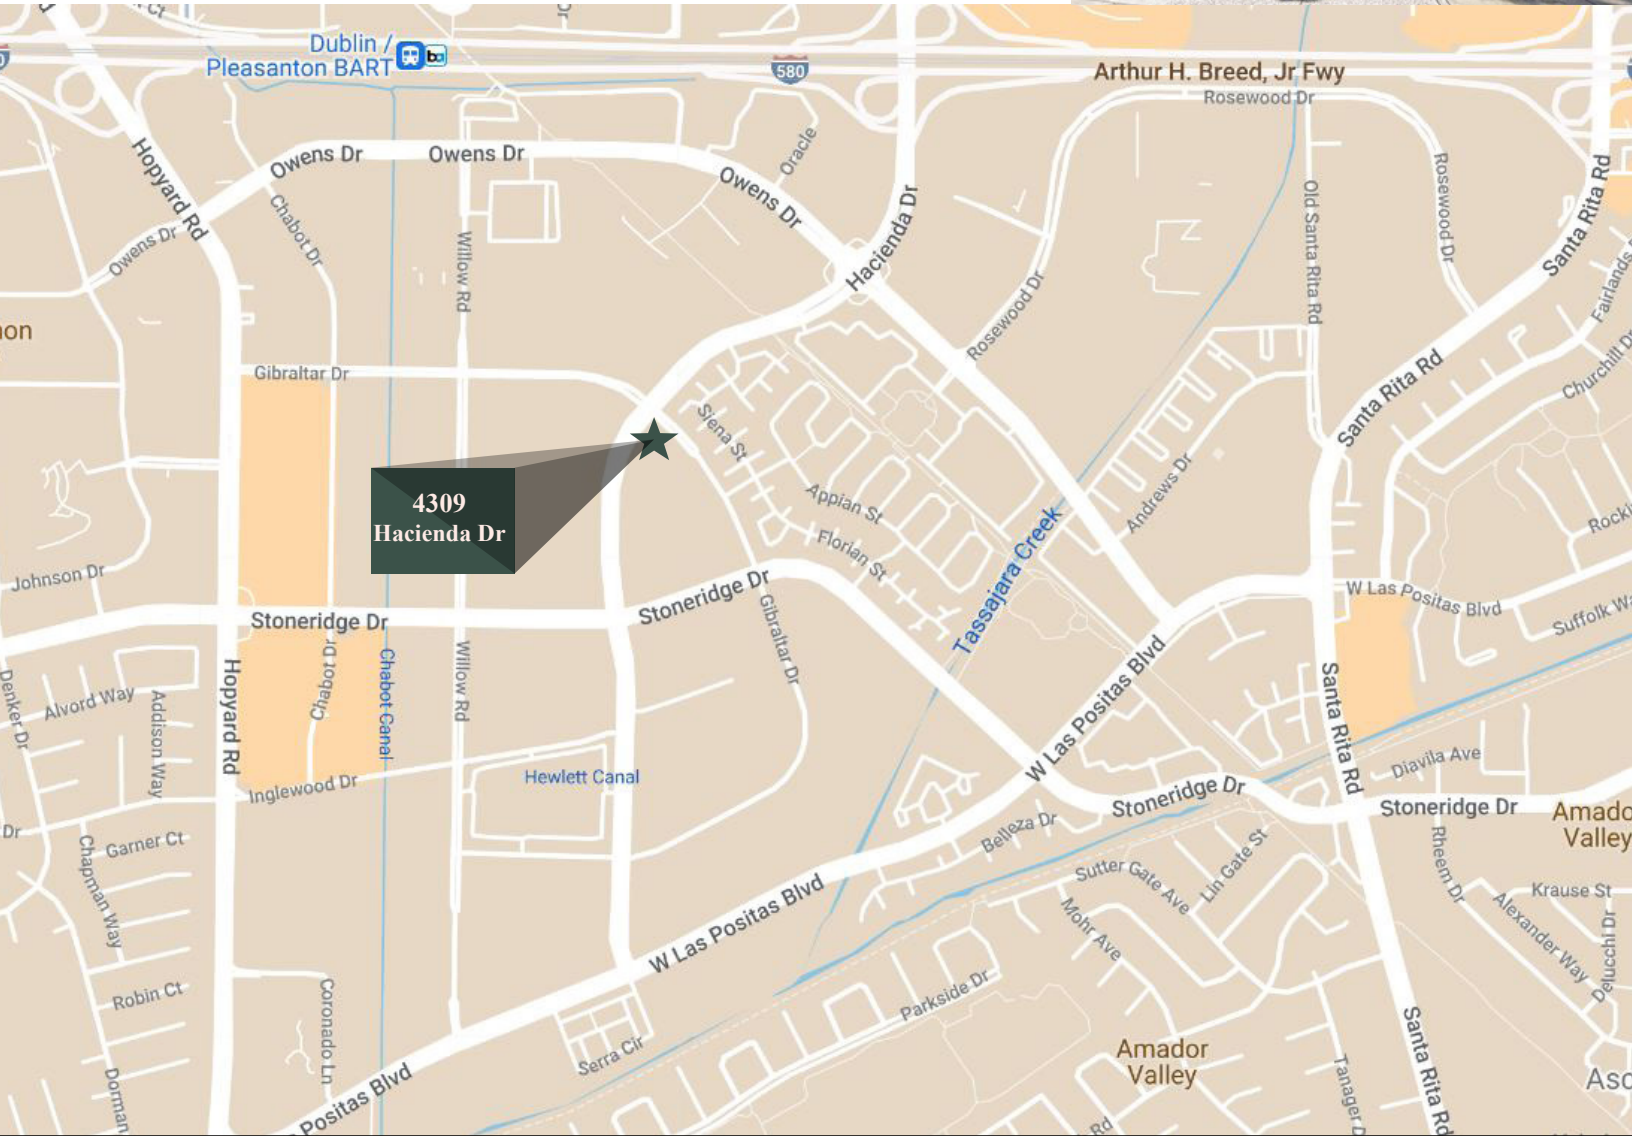 Dublin /
Pleasanton BART
580
Arthur H. Breed, Jr Fwy
Rosewood Dr
Hopyard Rd
Owens Dr
Owens Dr
Owens Dr
Oracle
Hacienda Dr
Rosewood Dr
Old Santa Rita Rd
Rosewood Dr
Santa Rita Rd
Owens Dr
Chabot Dr
Willow Rd
Fairlands
Gibraltar Dr
Santa Rita Rd
Churchill Dr
Siena St
Appian St
Florian St
Andrews Dr
Tassajara Creek
4309
Hacienda Dr
Johnson Dr
Stoneridge Dr
Stoneridge Dr
Gibraltar Dr
W Las Positas Blvd
Suffolk
W Las Positas Blvd
Hopyard Rd
Chabot Dr
Chabot Canal
Willow Rd
Denker Dr
Alvord Way
Addison Way
Santa Rita Rd
Diavila Ave
Hewlett Canal
Inglewood Dr
Stoneridge Dr
Stoneridge Dr
Belleza Dr
Amado
Valley
Dr
Garner Ct
Chapman Way
Sutter Gate Ave
Lin Gate St
Rheem Dr
Krause St
Alexander Way
Delucchi Dr
W Las Positas Blvd
Mohr Ave
Parkside Dr
Robin Ct
Coronado Ln
Serra Cir
Amador
Valley
Santa Rita Rd
Dorman
Positas Blvd
Tanager
Rd